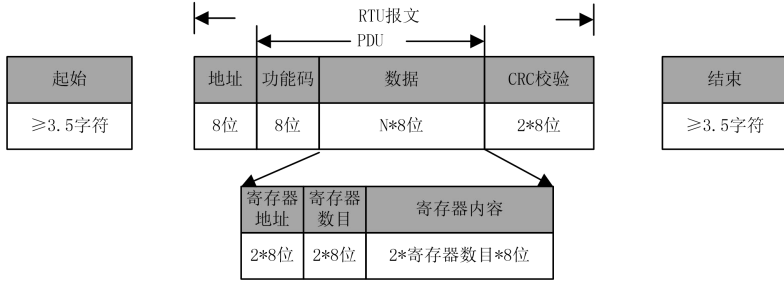 RTU报文
PDU
起始
地址 功能码 数据 CRC校验
结束
≥3.5字符
8位 8位 N*8位 2*8位
≥3.5字符
寄存器地址 寄存器数目 寄存器内容
2*8位 2*8位 2*寄存器数目*8位